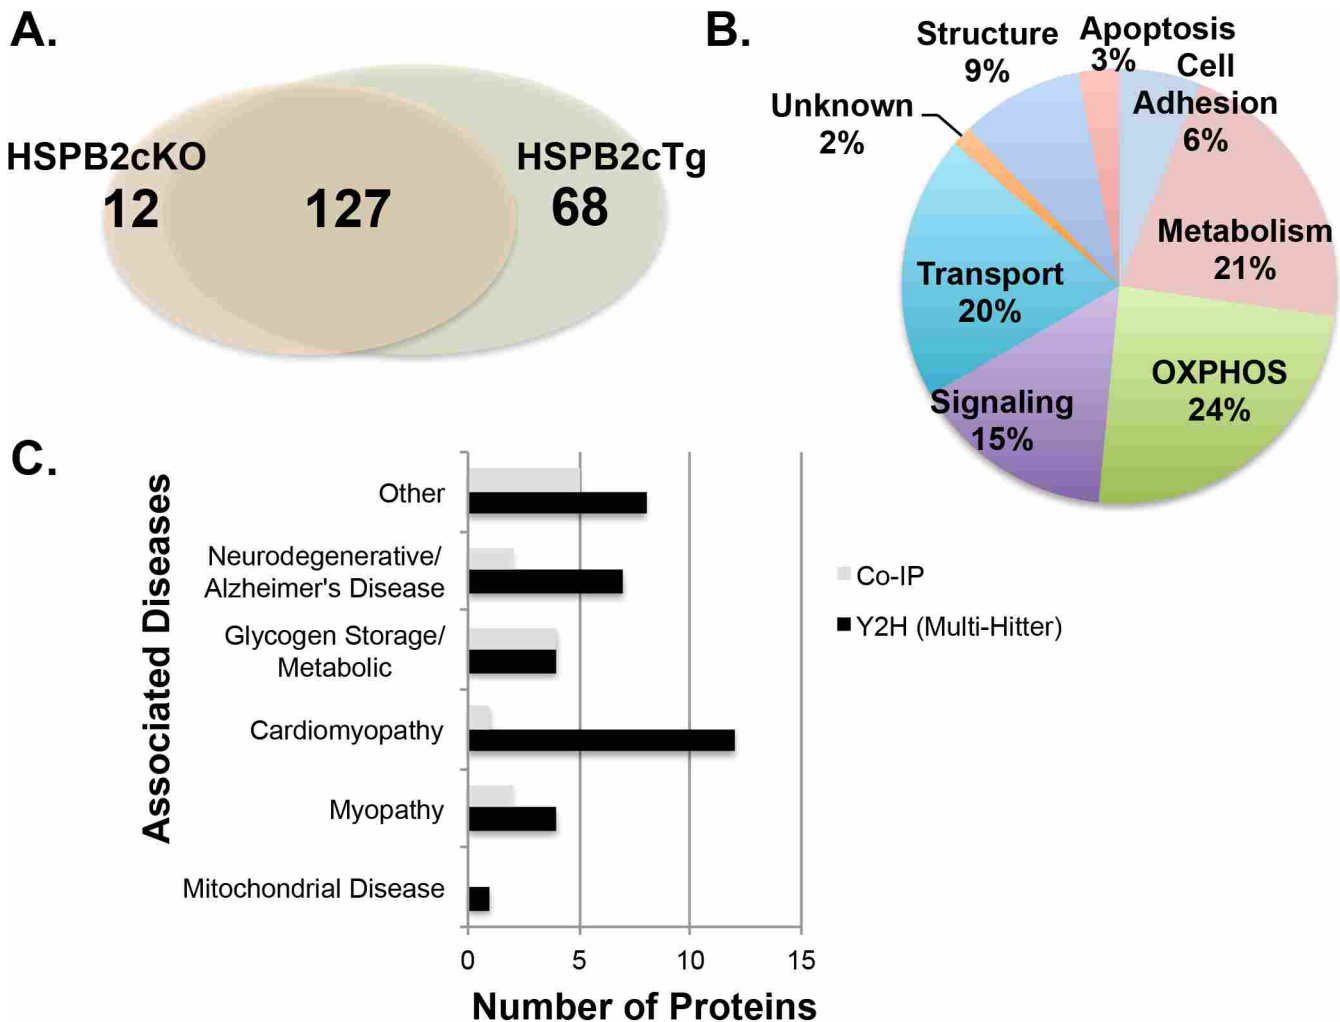 A.
HSPB2cKO
12
127
HSPB2cTg
68
B.
Structure
9%
Apoptosis
3%
Cell
Adhesion
6%
Unknown
2%
Metabolism
21%
Transport
20%
OXPHOS
24%
Signaling
15%
C.
Associated Diseases
Other
Neurodegenerative/
Alzheimer's Disease
Glycogen Storage/
Metabolic
Cardiomyopathy
Myopathy
Mitochondrial Disease
0 5 10 15
Number of Proteins
Co-IP
Y2H (Multi-Hitter)